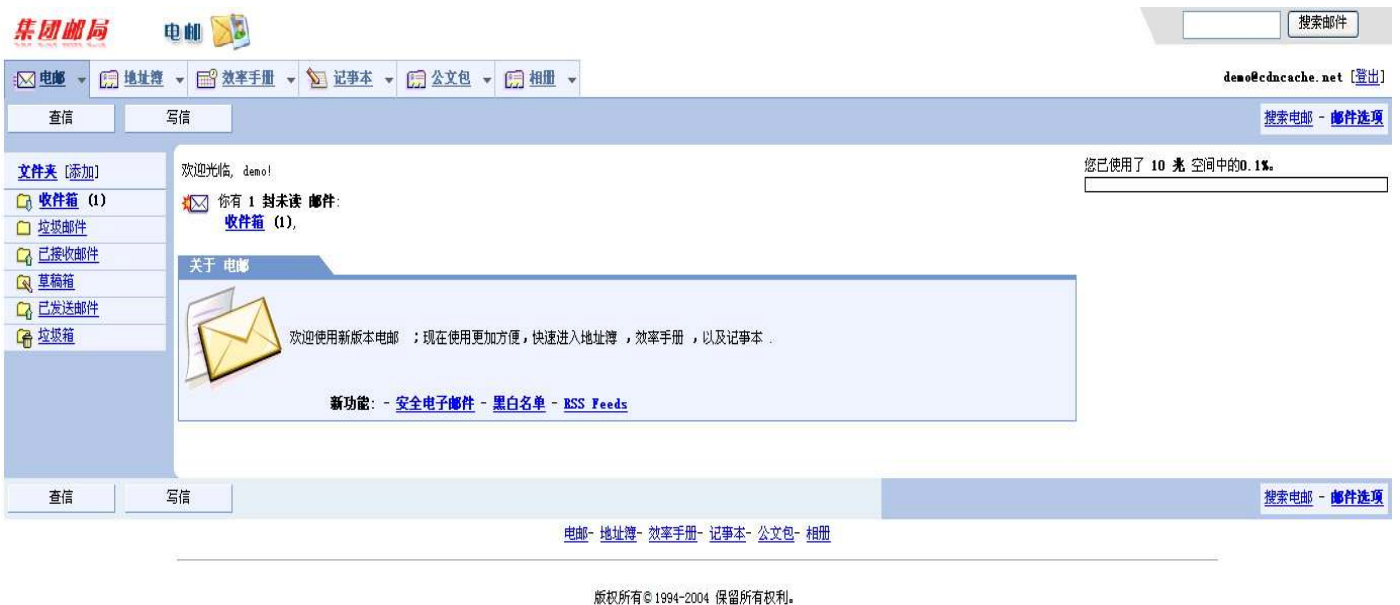 集团邮局 电邮 搜索邮件
电邮 地址簿 效率手册 记事本 公文包 相册 demo@cdncache.net [登出]
查信 写信 搜索电邮 - 邮件选项
文件夹 [添加]
收件箱 (1)
垃圾邮件
已接收邮件
草稿箱
已发送邮件
垃圾箱
欢迎光临, demo!
你有 1 封未读 邮件:
收件箱 (1),
您已使用了 10 兆 空间中的0.1%。
关于 电邮
欢迎使用新版本电邮 ;现在使用更加方便,快速进入地址簿 ,效率手册 ,以及记事本 .
新功能: - 安全电子邮件 - 黑白名单 - RSS Feeds
查信 写信 搜索电邮 - 邮件选项
电邮- 地址簿- 效率手册- 记事本- 公文包- 相册
版权所有©1994-2004 保留所有权利。